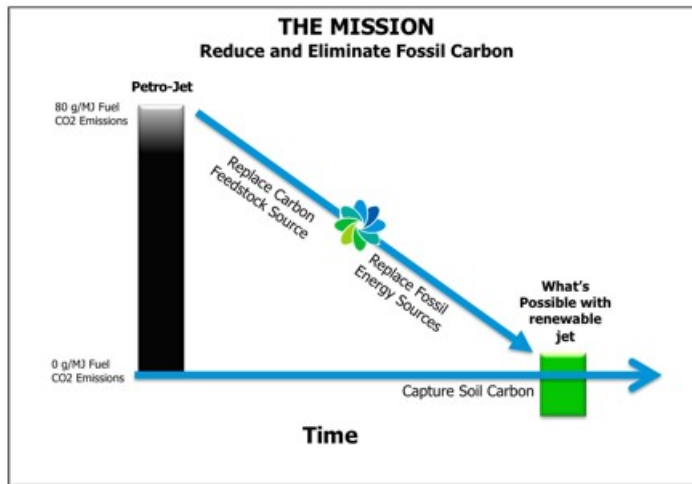 THE MISSION
Reduce and Eliminate Fossil Carbon
Petro-Jet
80 g/MJ Fuel
CO2 Emissions
Replace Carbon
Feedstock Source
Replace Fossil
Energy Sources
What's
Possible with
renewable
jet
0 g/MJ Fuel
CO2 Emissions
Capture Soil Carbon
Time